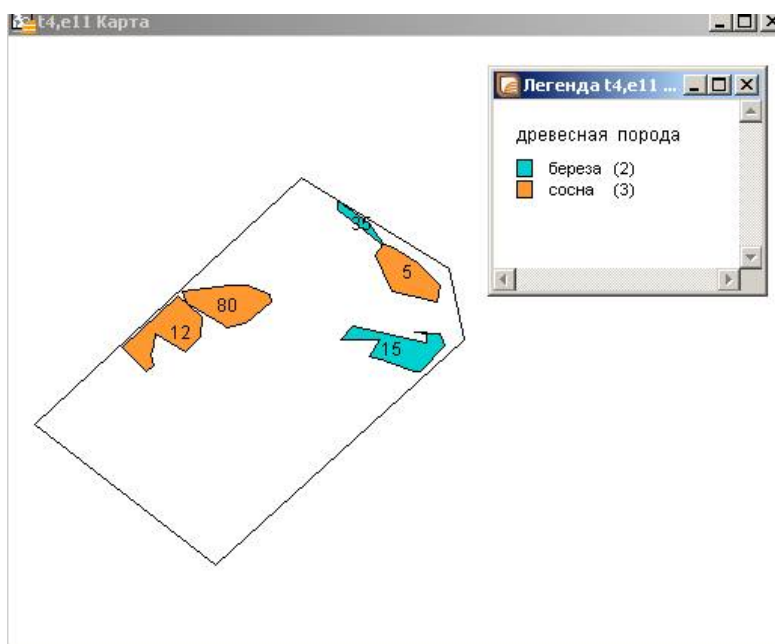 t4,e11 Карта
Легенда t4,e11 ...
древесная порода
береза (2)
сосна (3)
35
5
80
12
15